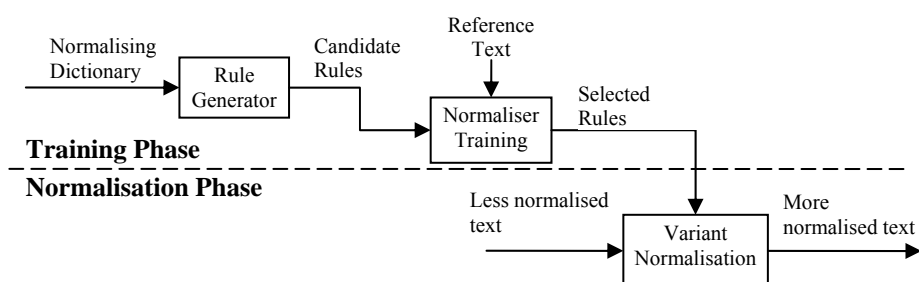 Normalising
Dictionary
Rule
Generator
Candidate
Rules
Reference
Text
Normaliser
Training
Selected
Rules
Training Phase
Normalisation Phase
Less normalised
text
Variant
Normalisation
More
normalised text